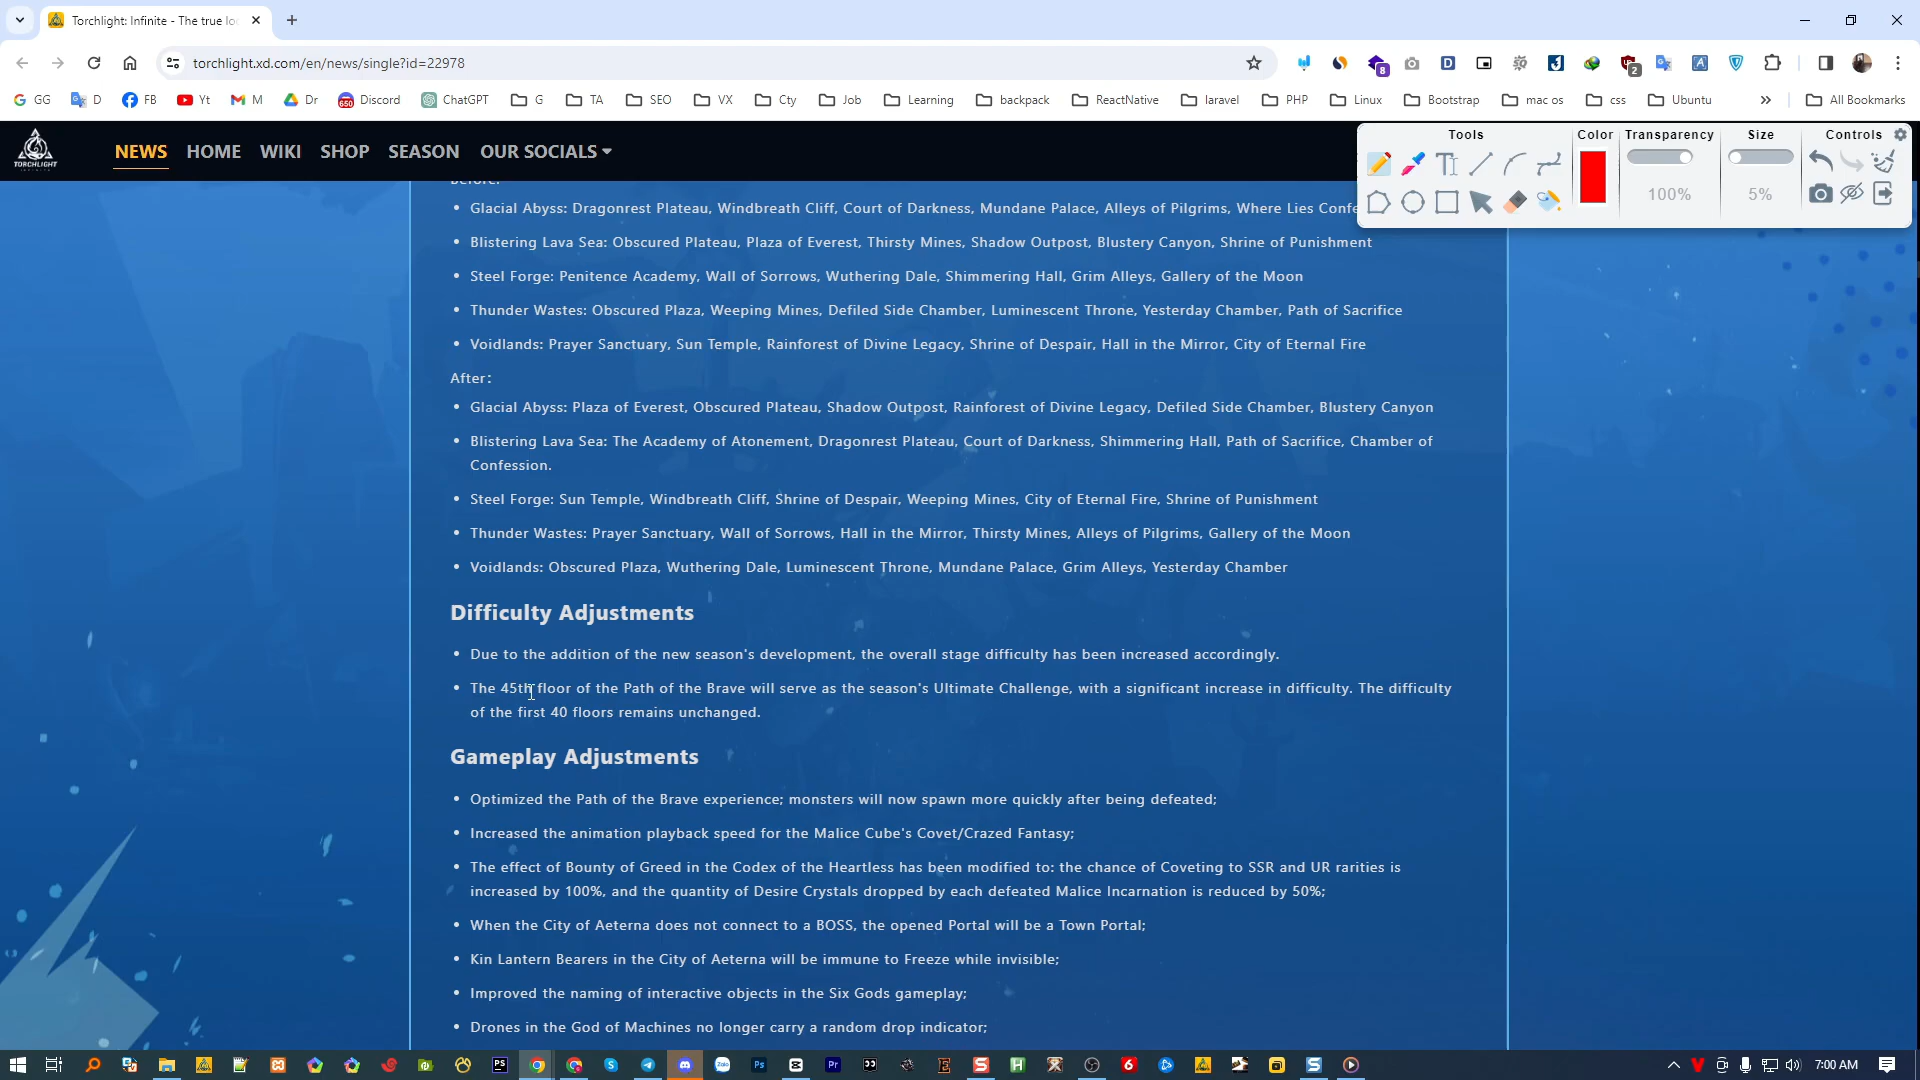 Torchlight: Infinite - The true lo
torchlight.xd.com/en/news/single?id=22978
8
2
GG D FB Yt M Dr Discord ChatGPT G TA SEO VX Cty Job Learning backpack ReactNative laravel PHP Linux Bootstrap mac os css Ubuntu » All Bookmarks
650
TORCHLIGHT
NEWS HOME WIKI SHOP SEASON OUR SOCIALS
Tools Color Transparency Size Controls
100% 5%
Before:
• Glacial Abyss: Dragonrest Plateau, Windbreath Cliff, Court of Darkness, Mundane Palace, Alleys of Pilgrims, Where Lies Confe
• Blistering Lava Sea: Obscured Plateau, Plaza of Everest, Thirsty Mines, Shadow Outpost, Blustery Canyon, Shrine of Punishment
• Steel Forge: Penitence Academy, Wall of Sorrows, Wuthering Dale, Shimmering Hall, Grim Alleys, Gallery of the Moon
• Thunder Wastes: Obscured Plaza, Weeping Mines, Defiled Side Chamber, Luminescent Throne, Yesterday Chamber, Path of Sacrifice
• Voidlands: Prayer Sanctuary, Sun Temple, Rainforest of Divine Legacy, Shrine of Despair, Hall in the Mirror, City of Eternal Fire
After:
• Glacial Abyss: Plaza of Everest, Obscured Plateau, Shadow Outpost, Rainforest of Divine Legacy, Defiled Side Chamber, Blustery Canyon
• Blistering Lava Sea: The Academy of Atonement, Dragonrest Plateau, Court of Darkness, Shimmering Hall, Path of Sacrifice, Chamber of
Confession.
• Steel Forge: Sun Temple, Windbreath Cliff, Shrine of Despair, Weeping Mines, City of Eternal Fire, Shrine of Punishment
• Thunder Wastes: Prayer Sanctuary, Wall of Sorrows, Hall in the Mirror, Thirsty Mines, Alleys of Pilgrims, Gallery of the Moon
• Voidlands: Obscured Plaza, Wuthering Dale, Luminescent Throne, Mundane Palace, Grim Alleys, Yesterday Chamber
Difficulty Adjustments
• Due to the addition of the new season's development, the overall stage difficulty has been increased accordingly.
• The 45th floor of the Path of the Brave will serve as the season's Ultimate Challenge, with a significant increase in difficulty. The difficulty
of the first 40 floors remains unchanged.
Gameplay Adjustments
• Optimized the Path of the Brave experience; monsters will now spawn more quickly after being defeated;
• Increased the animation playback speed for the Malice Cube's Covet/Crazed Fantasy;
• The effect of Bounty of Greed in the Codex of the Heartless has been modified to: the chance of Coveting to SSR and UR rarities is
increased by 100%, and the quantity of Desire Crystals dropped by each defeated Malice Incarnation is reduced by 50%;
• When the City of Aeterna does not connect to a BOSS, the opened Portal will be a Town Portal;
• Kin Lantern Bearers in the City of Aeterna will be immune to Freeze while invisible;
• Improved the naming of interactive objects in the Six Gods gameplay;
• Drones in the God of Machines no longer carry a random drop indicator;
7:00 AM